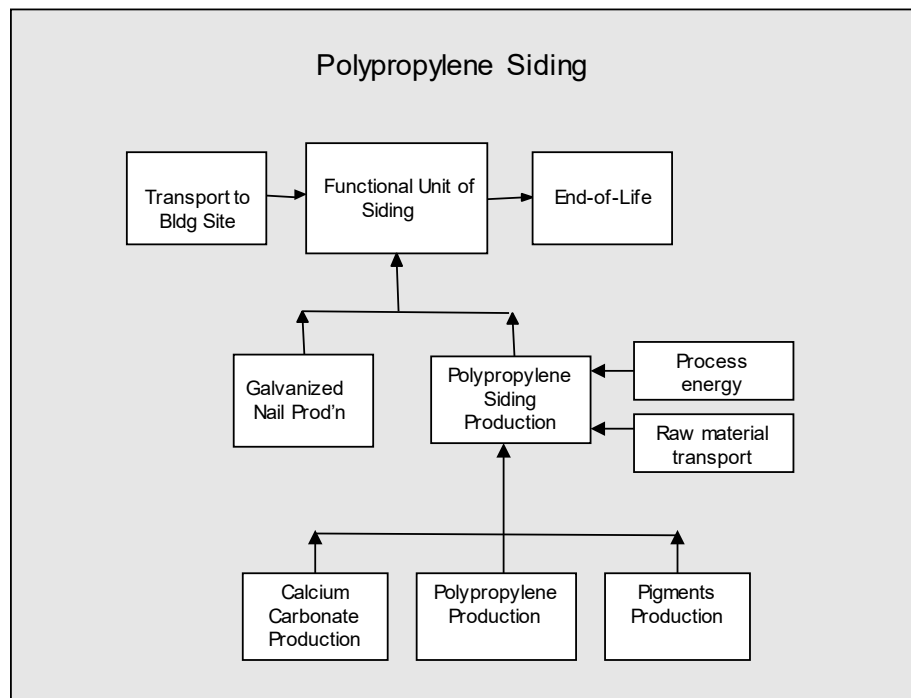 Polypropylene Siding
Transport to
Bldg Site
Functional Unit of
Siding
End-of-Life
Galvanized
Nail Prod'n
Polypropylene
Siding
Production
Process
energy
Raw material
transport
Calcium
Carbonate
Production
Polypropylene
Production
Pigments
Production